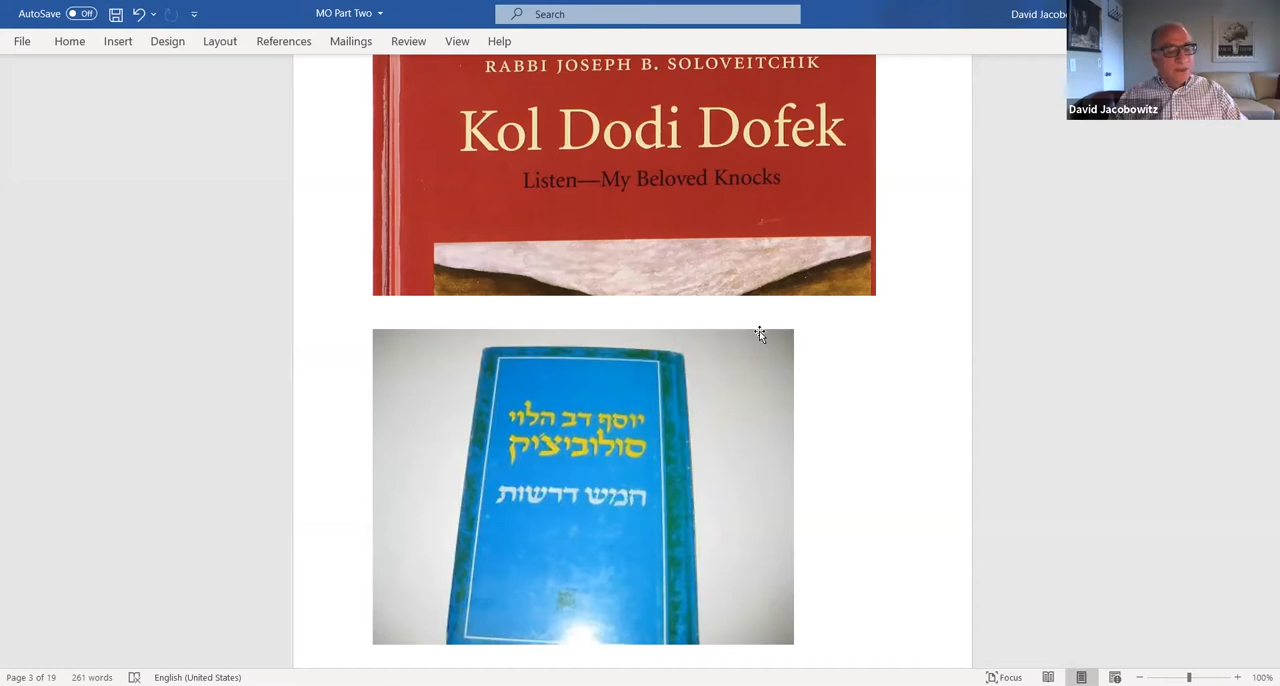 AutoSave Off
MO Part Two
Search
David Jacob
File Home Insert Design Layout References Mailings Review View Help
David Jacobowitz
RABBI JOSEPH B. SOLOVEITCHIK
Kol Dodi Dofek
Listen—My Beloved Knocks
יוסף דב הלוי
סולובייצ'יק
חמש דרשות
Page 3 of 19 261 words English (United States) Focus 100%